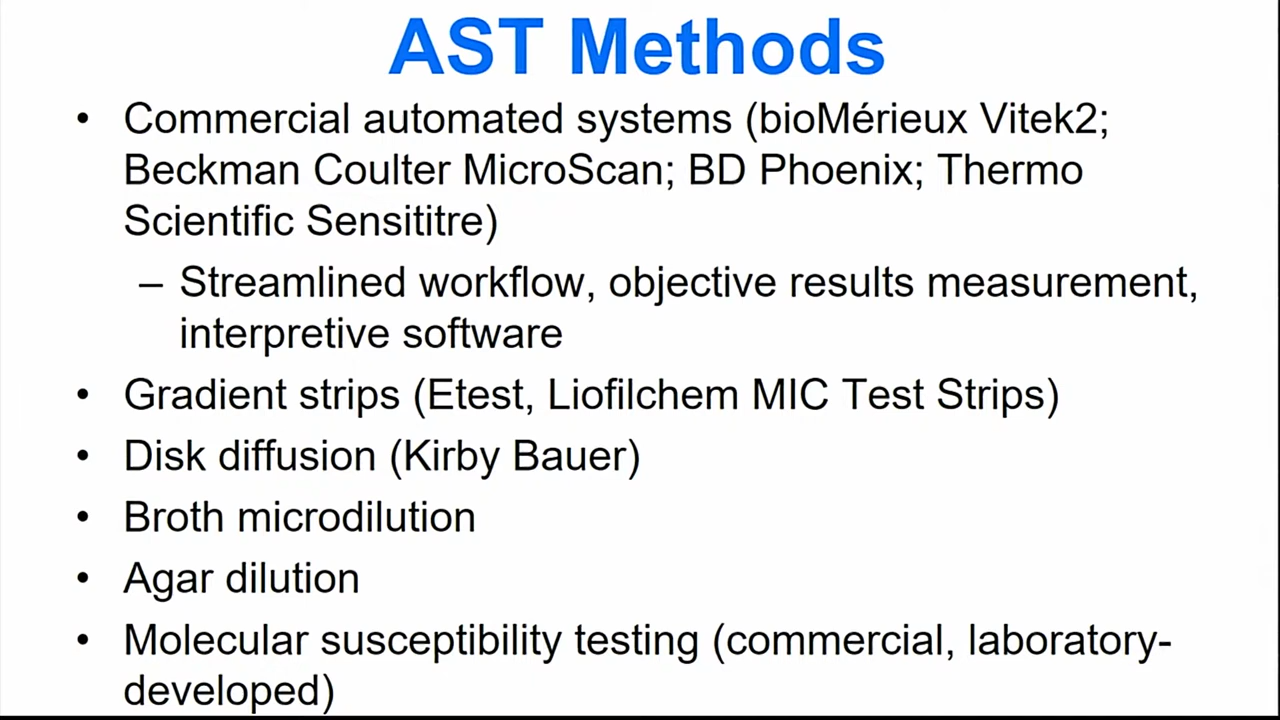 AST Methods
• Commercial automated systems (bioMérieux Vitek2;
Beckman Coulter MicroScan; BD Phoenix; Thermo
Scientific Sensititre)
– Streamlined workflow, objective results measurement,
interpretive software
• Gradient strips (Etest, Liofilchem MIC Test Strips)
• Disk diffusion (Kirby Bauer)
• Broth microdilution
• Agar dilution
• Molecular susceptibility testing (commercial, laboratory-
developed)